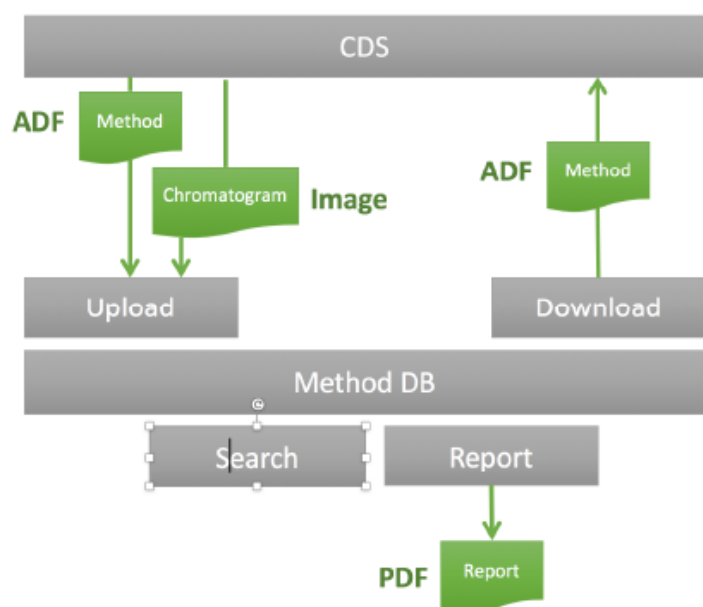 CDS
ADF
Method
Chromatogram
Image
ADF
Method
Upload
Download
Method DB
Search
Report
PDF
Report